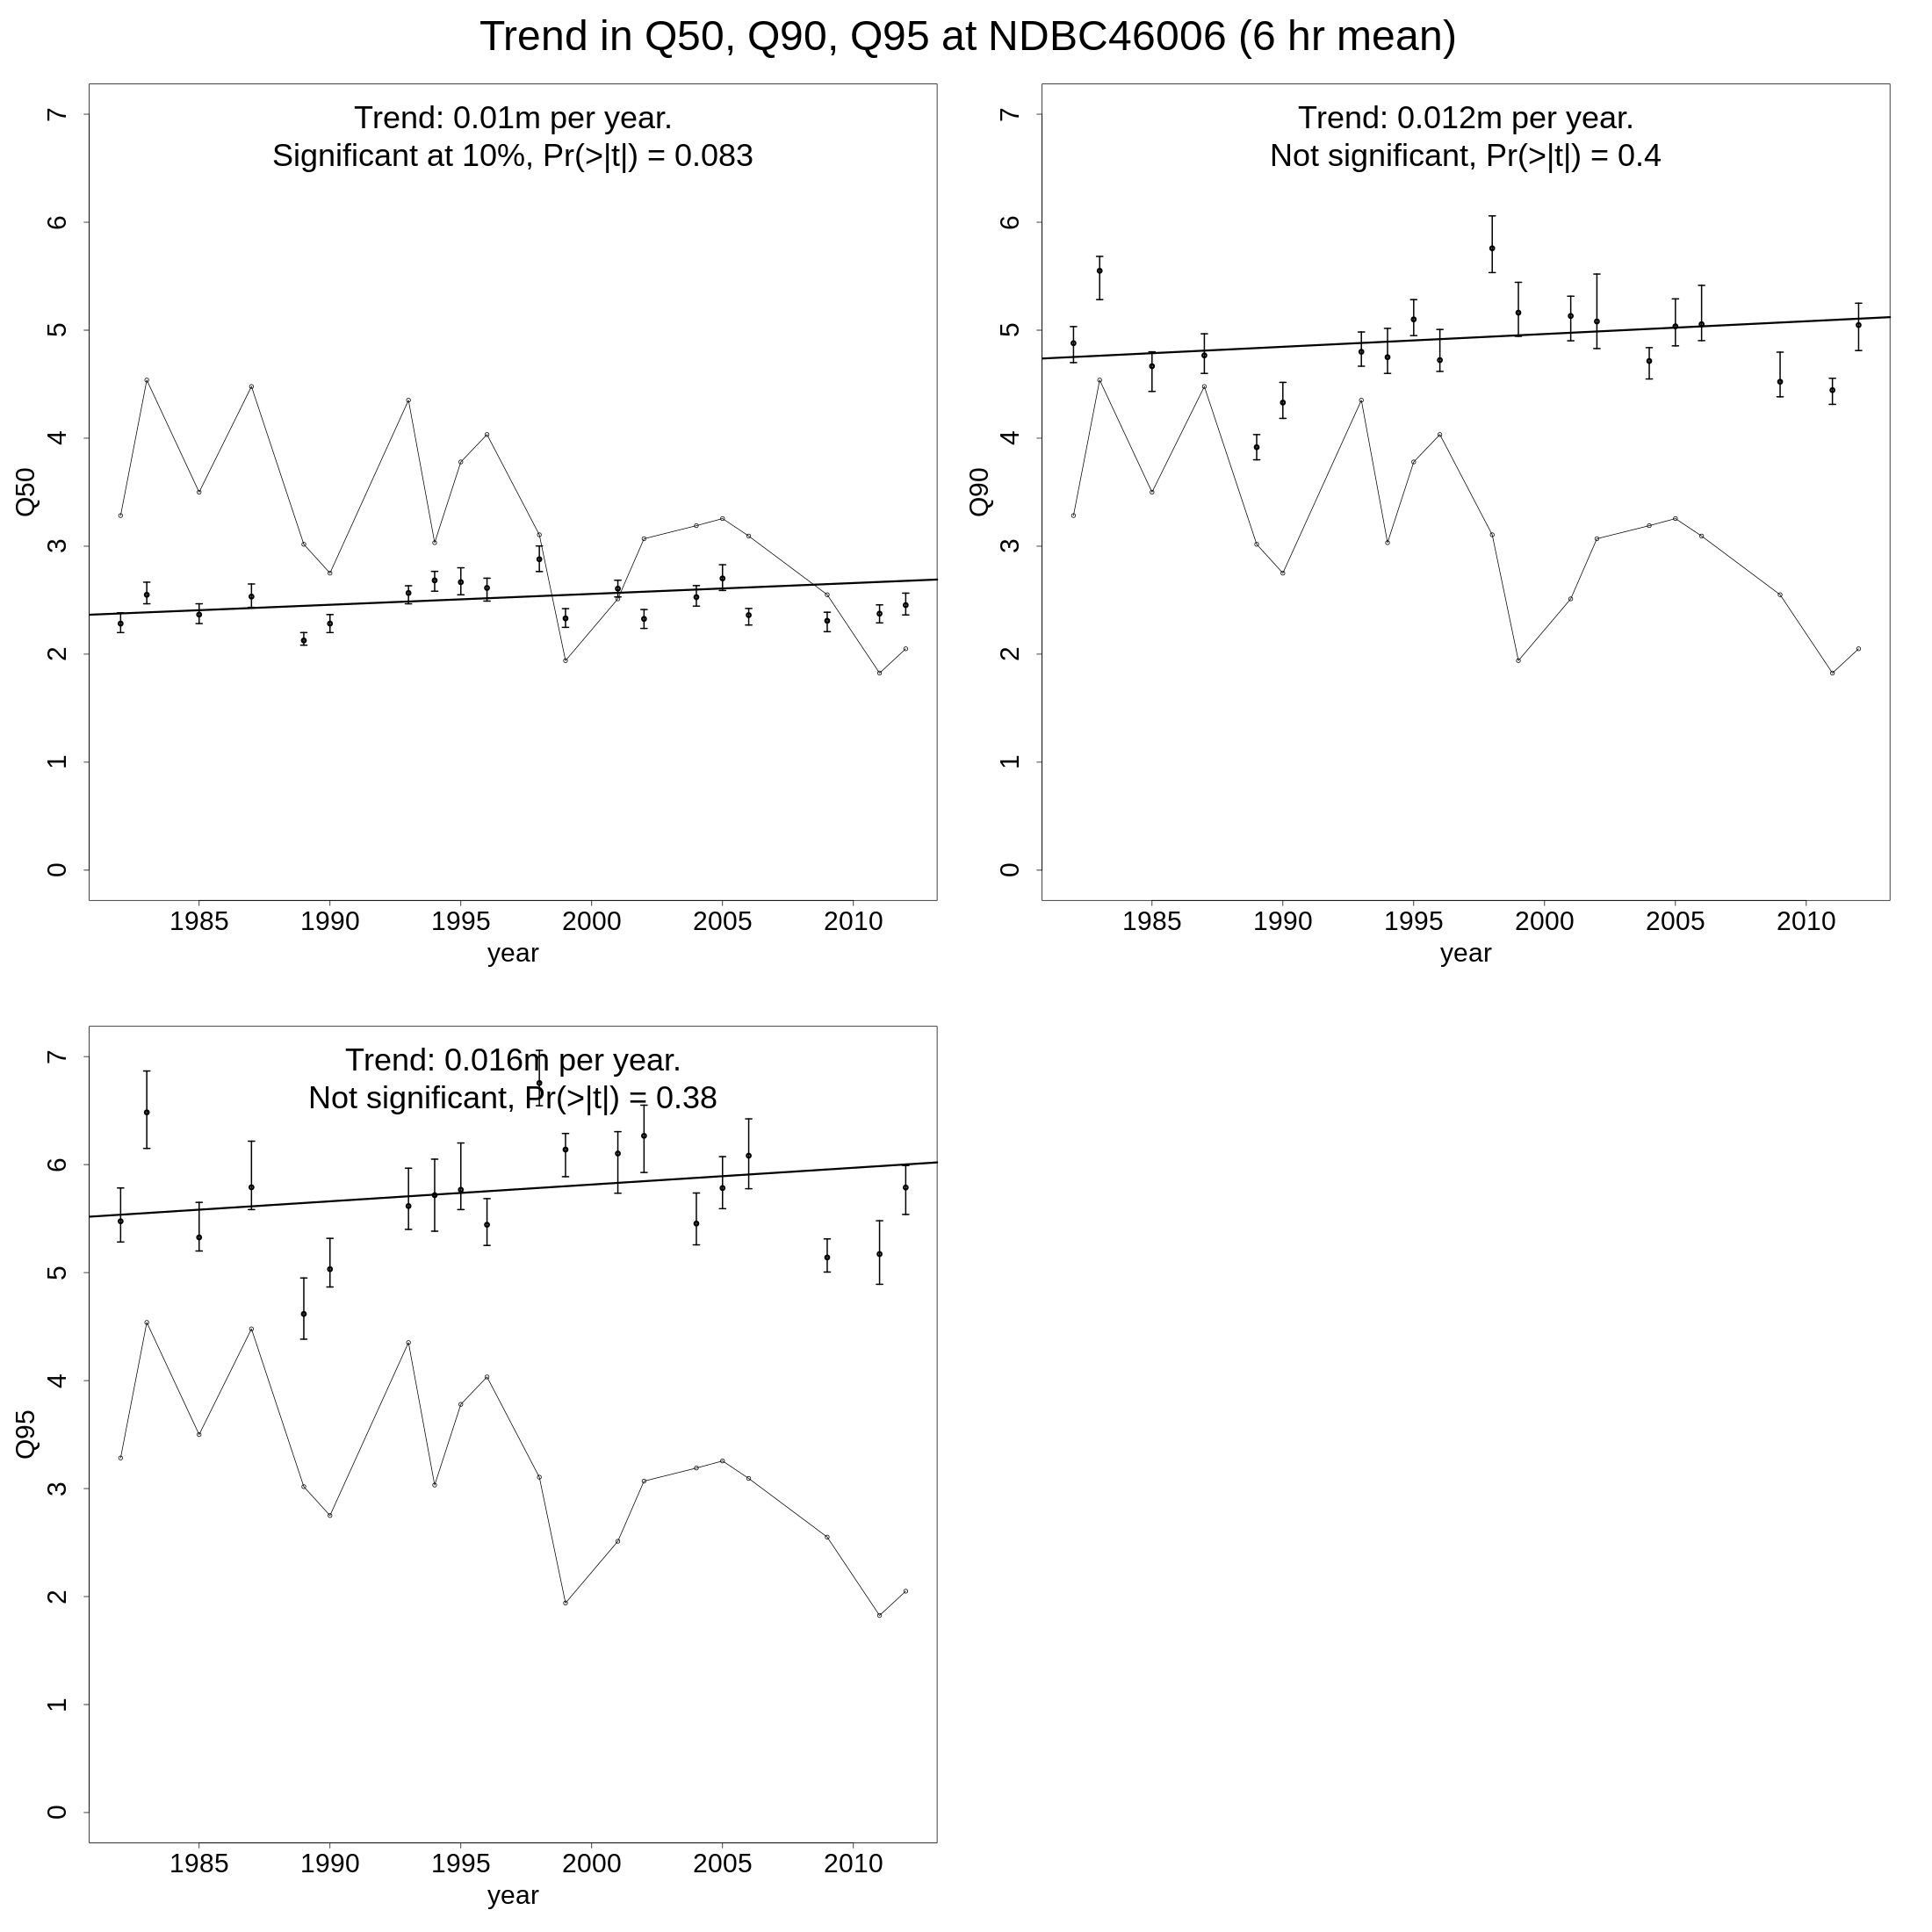 Trend in Q50, Q90, Q95 at NDBC46006 (6 hr mean)
Trend: 0.01m per year.
Significant at 10%, Pr(>|t|) = 0.083
7
6
5
4
3
2
1
0
Q50
1985 1990 1995 2000 2005 2010
year
Trend: 0.012m per year.
Not significant, Pr(>|t|) = 0.4
7
6
5
4
3
2
1
0
Q90
1985 1990 1995 2000 2005 2010
year
Trend: 0.016m per year.
Not significant, Pr(>|t|) = 0.38
7
6
5
4
3
2
1
0
Q95
1985 1990 1995 2000 2005 2010
year